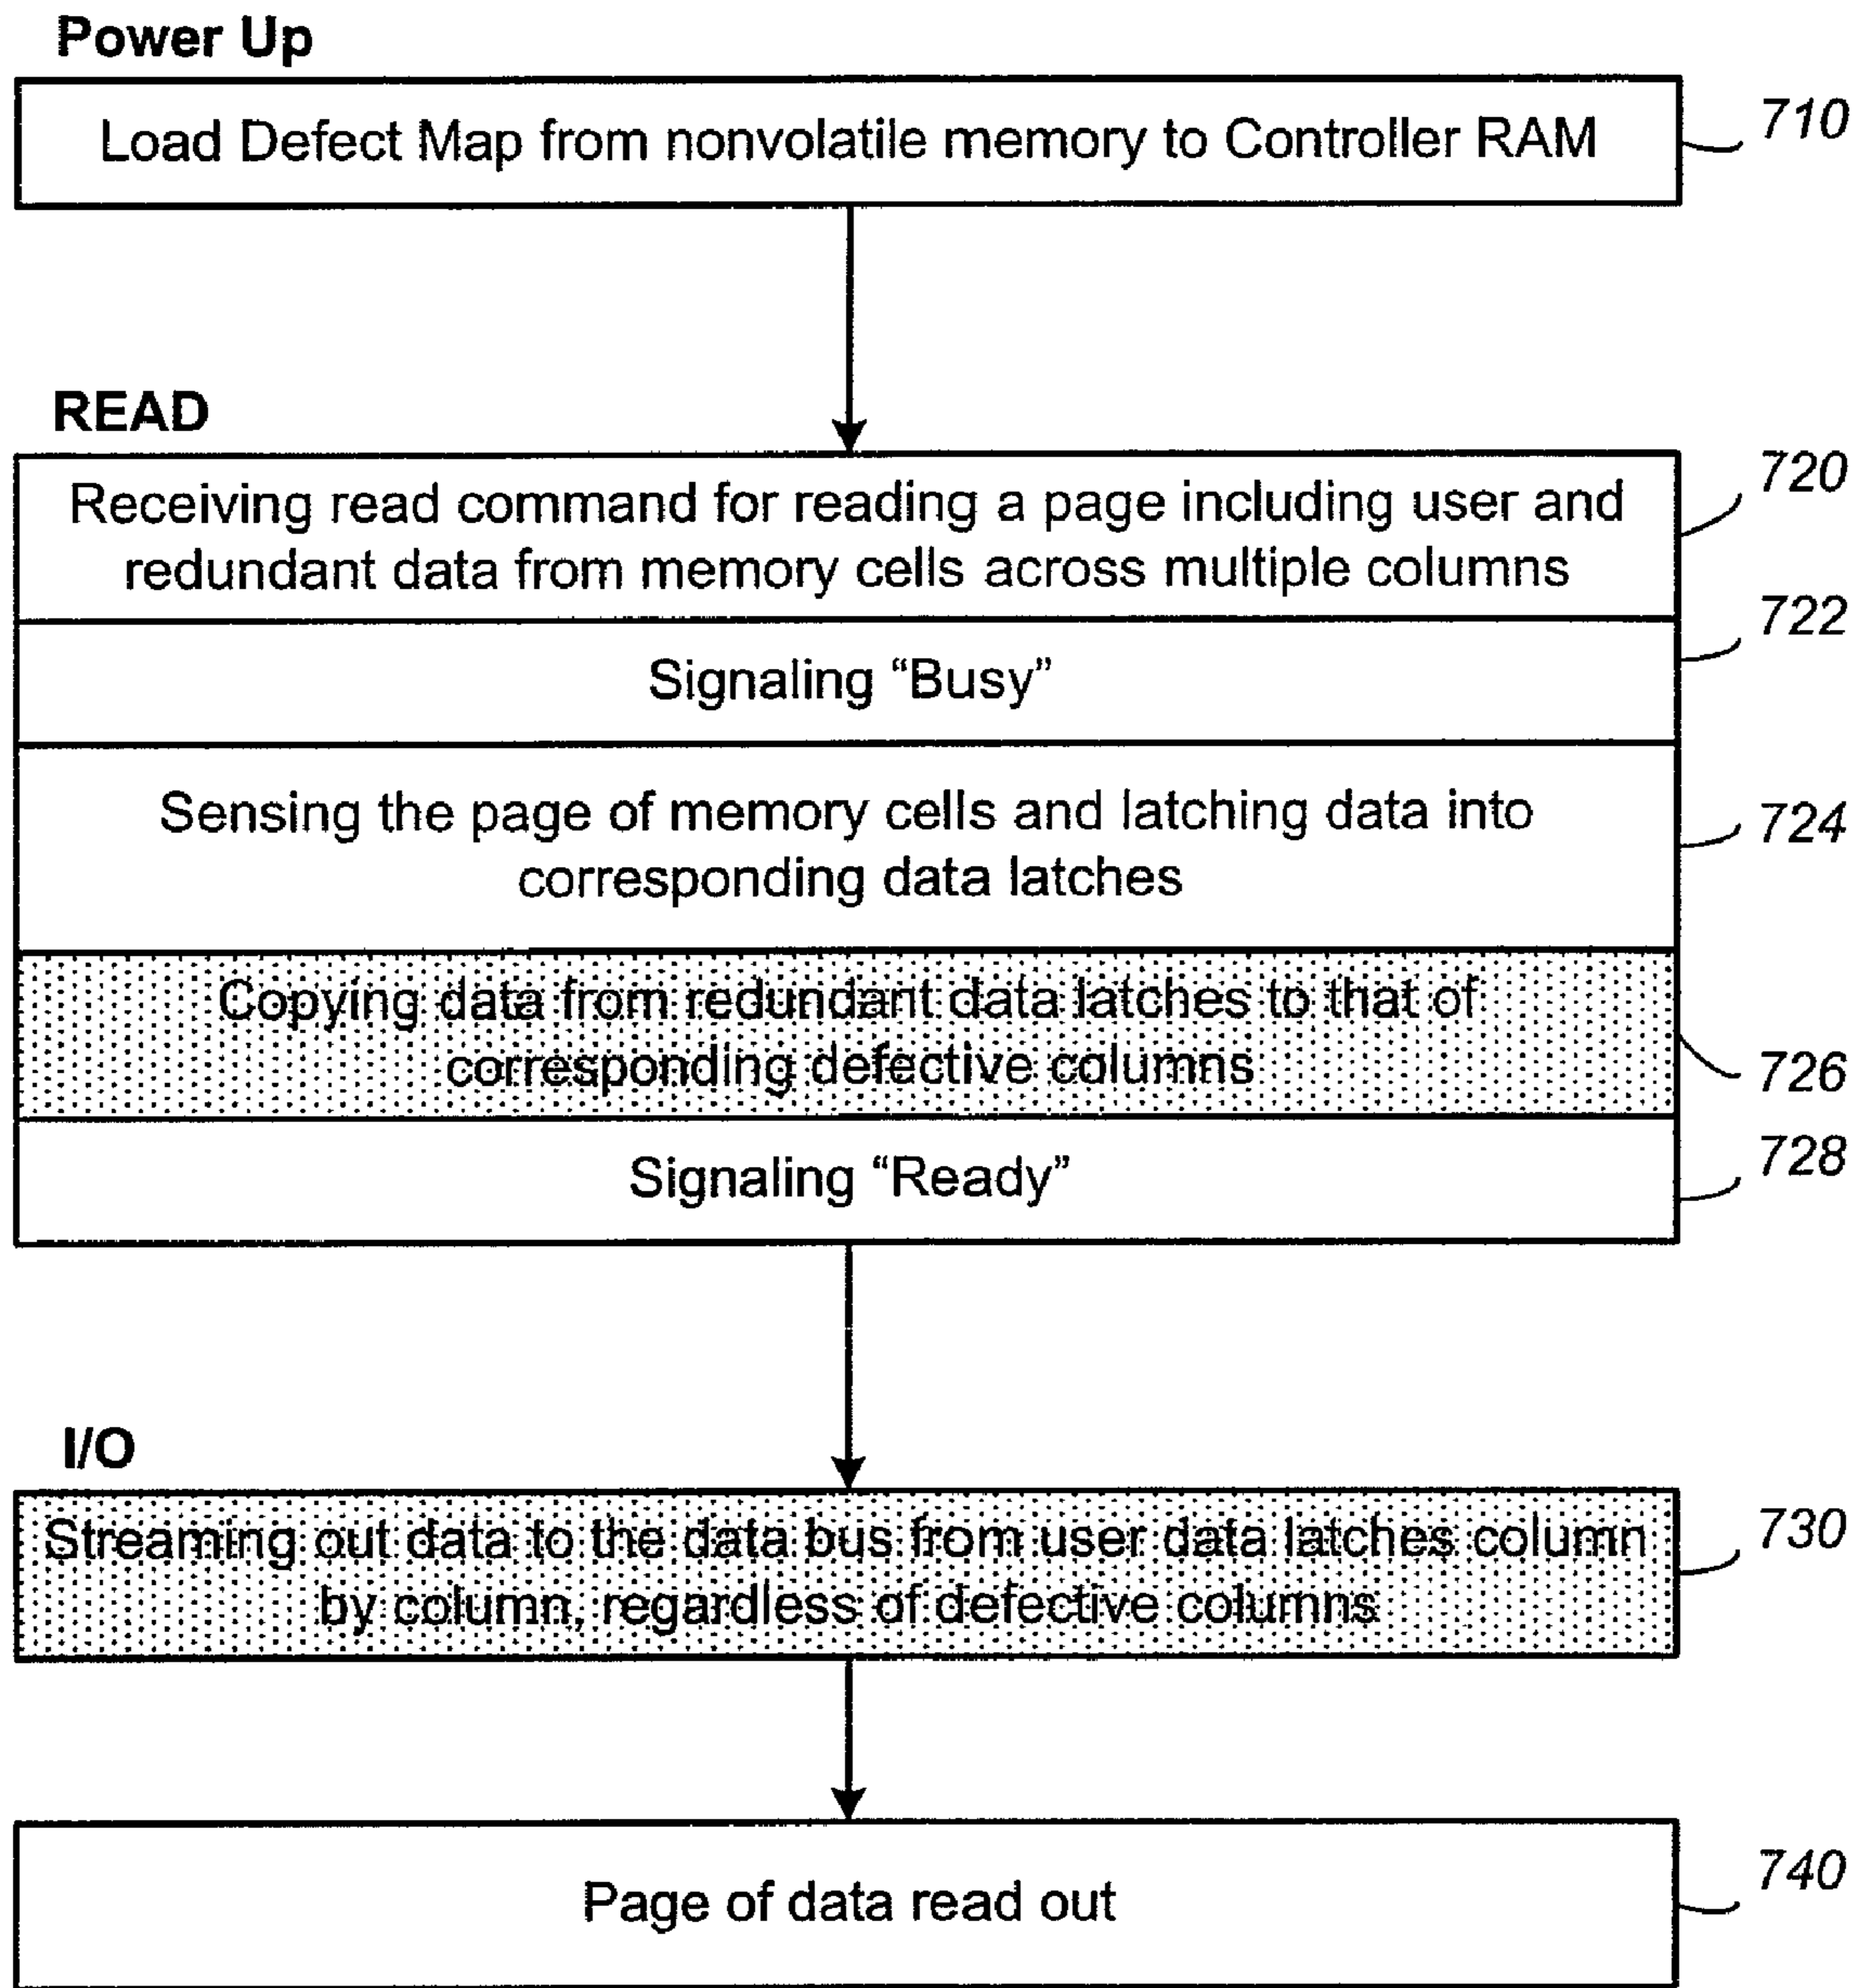 Power Up
Load Defect Map from nonvolatile memory to Controller RAM
710
READ
Receiving read command for reading a page including user and
redundant data from memory cells across multiple columns
720
Signaling “Busy”
722
Sensing the page of memory cells and latching data into
corresponding data latches
724
Copying data from redundant data latches to that of
corresponding defective columns
726
Signaling “Ready”
728
I/O
Streaming out data to the data bus from user data latches column
by column, regardless of defective columns
730
Page of data read out
740